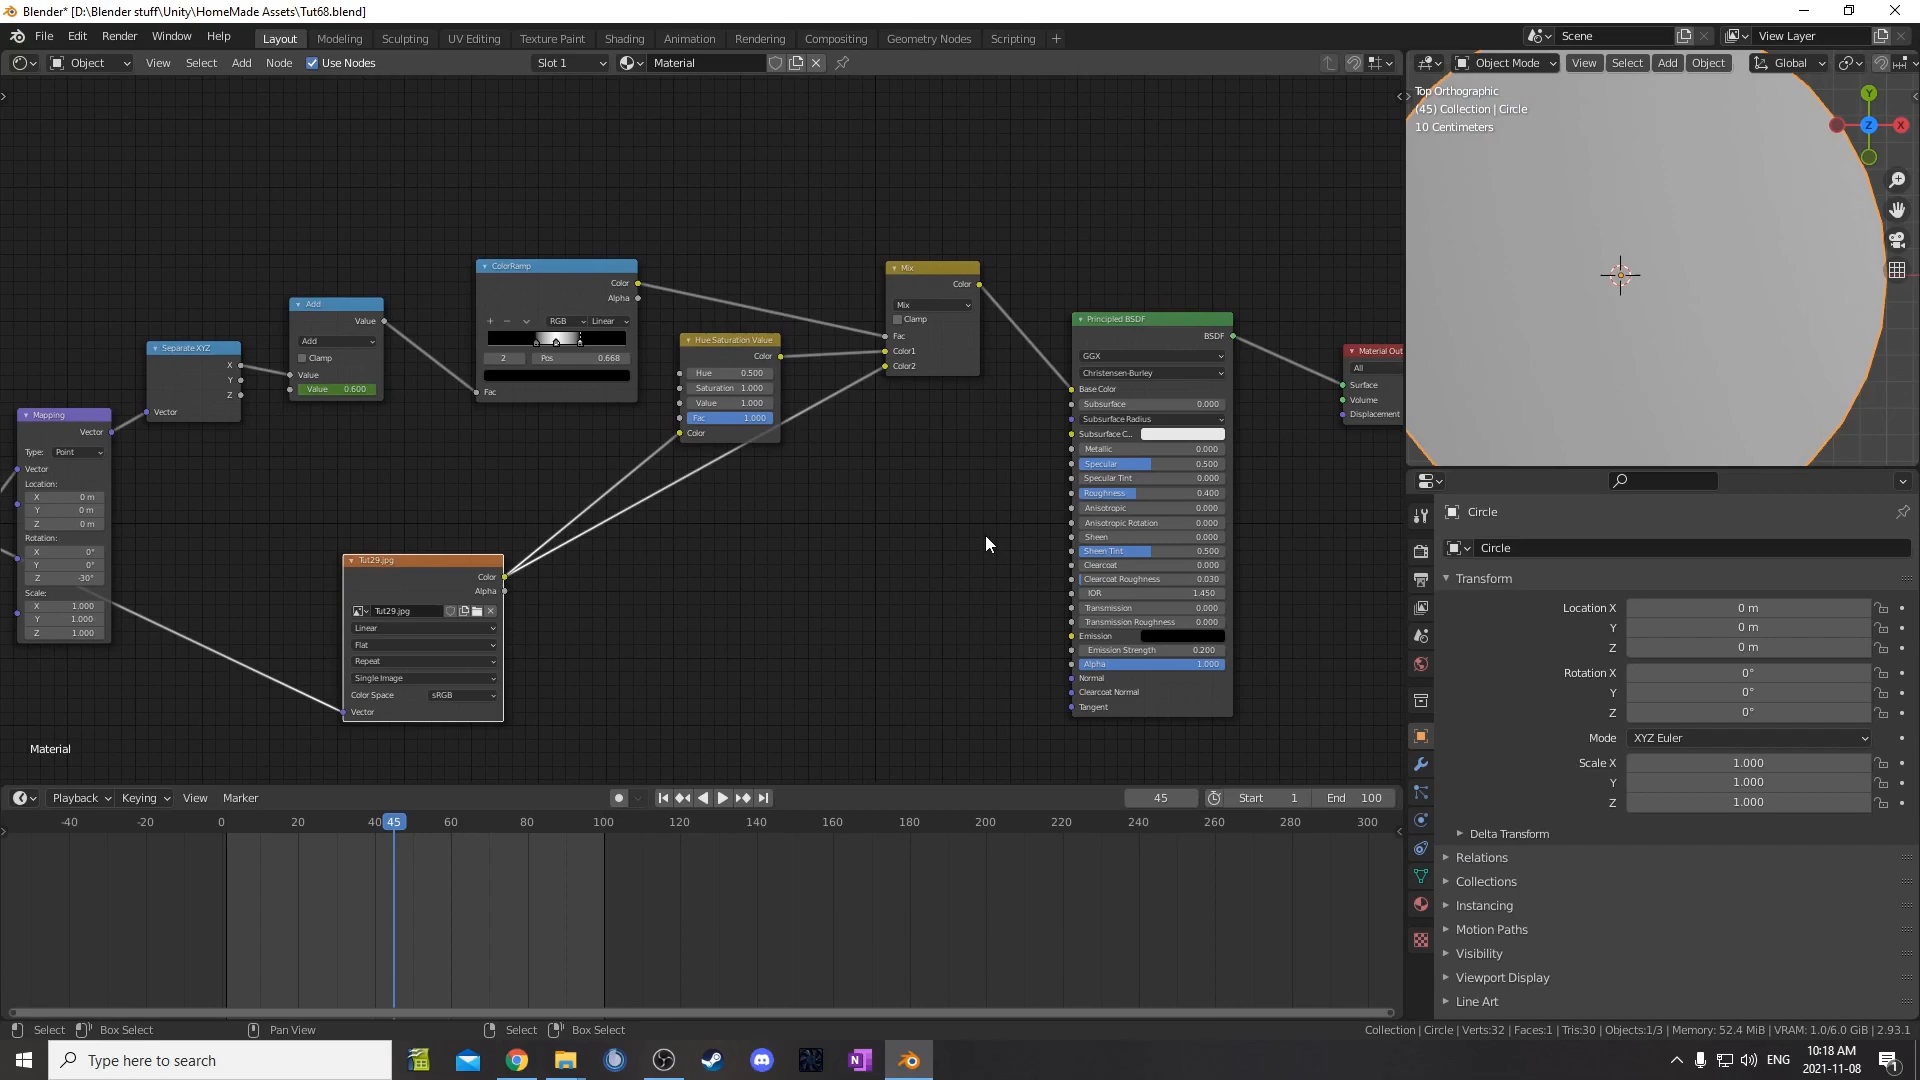 Blender* [D:\Blender stuff\Unity\HomeMade Assets\Tut68.blend]
File Edit Render Window Help Layout Modeling Sculpting UV Editing Texture Paint Shading Animation Rendering Compositing Geometry Nodes Scripting + Scene View Layer
Object View Select Add Node Use Nodes Slot 1 Material
Object Mode View Select Add Object Global
Top Orthographic
(45) Collection | Circle
10 Centimeters
Y
Z X
Mapping
Vector
Type: Point
Vector
Location:
X 0 m
Y 0 m
Z 0 m
Rotation:
X 0°
Y 0°
Z -30°
Scale:
X 1.000
Y 1.000
Z 1.000
Separate XYZ
X
Y
Z
Vector
Add
Value
Add
Clamp
Value
Value 0.600
ColorRamp
Color
Alpha
RGB Linear
2 Pos 0.668
Fac
Hue Saturation Value
Color
Hue 0.500
Saturation 1.000
Value 1.000
Fac 1.000
Color
Tut29.jpg
Color
Alpha
Tut29.jpg
Linear
Flat
Repeat
Single Image
Color Space sRGB
Vector
Mix
Color
Mix
Clamp
Fac
Color1
Color2
Principled BSDF
BSDF
GGX
Christensen-Burley
Base Color
Subsurface 0.000
Subsurface Radius
Subsurface C...
Metallic 0.000
Specular 0.500
Specular Tint 0.000
Roughness 0.400
Anisotropic 0.000
Anisotropic Rotation 0.000
Sheen 0.000
Sheen Tint 0.500
Clearcoat 0.000
Clearcoat Roughness 0.030
IOR 1.450
Transmission 0.000
Transmission Roughness 0.000
Emission
Emission Strength 0.200
Alpha 1.000
Normal
Clearcoat Normal
Tangent
Material Out
All
Surface
Volume
Displacement
Material
Circle
Circle
Transform
Location X 0 m
Y 0 m
Z 0 m
Rotation X 0°
Y 0°
Z 0°
Mode XYZ Euler
Scale X 1.000
Y 1.000
Z 1.000
Delta Transform
Relations
Collections
Instancing
Motion Paths
Visibility
Viewport Display
Line Art
Playback Keying View Marker 45 Start 1 End 100
-40 -20 0 20 40 45 60 80 100 120 140 160 180 200 220 240 260 280 300
Select Box Select Pan View Select Box Select Collection | Circle | Verts:32 | Faces:1 | Tris:30 | Objects:1/3 | Memory: 52.4 MiB | VRAM: 1.0/6.0 GiB | 2.93.1
Type here to search ENG 10:18 AM
2021-11-08 1